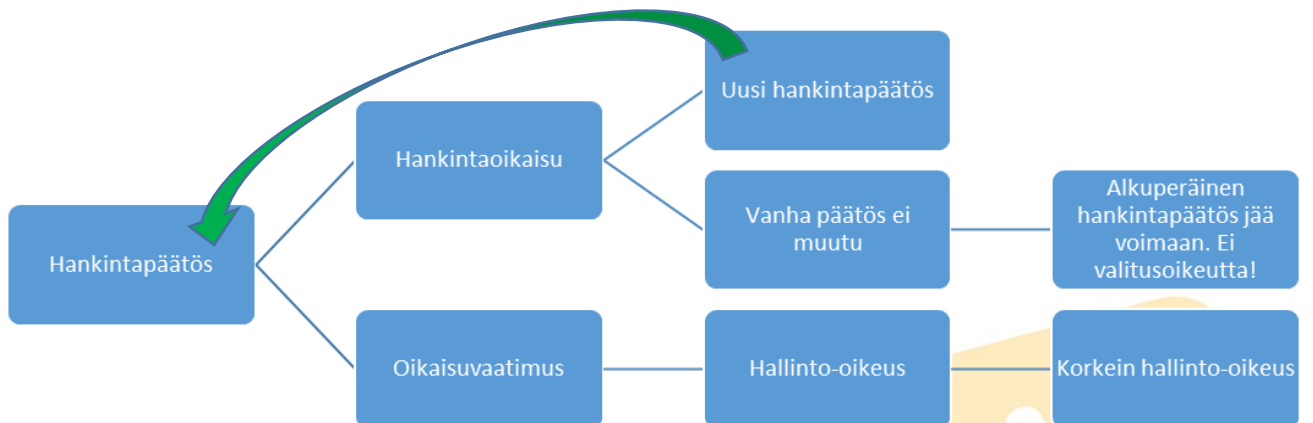 Uusi hankintapäätös
Hankintaoikaisu
Vanha päätös ei
muutu
Alkuperäinen
hankintapäätös jää
voimaan. Ei
valitusoikeutta!
Hankintapäätös
Oikaisuvaatimus
Hallinto-oikeus
Korkein hallinto-oikeus